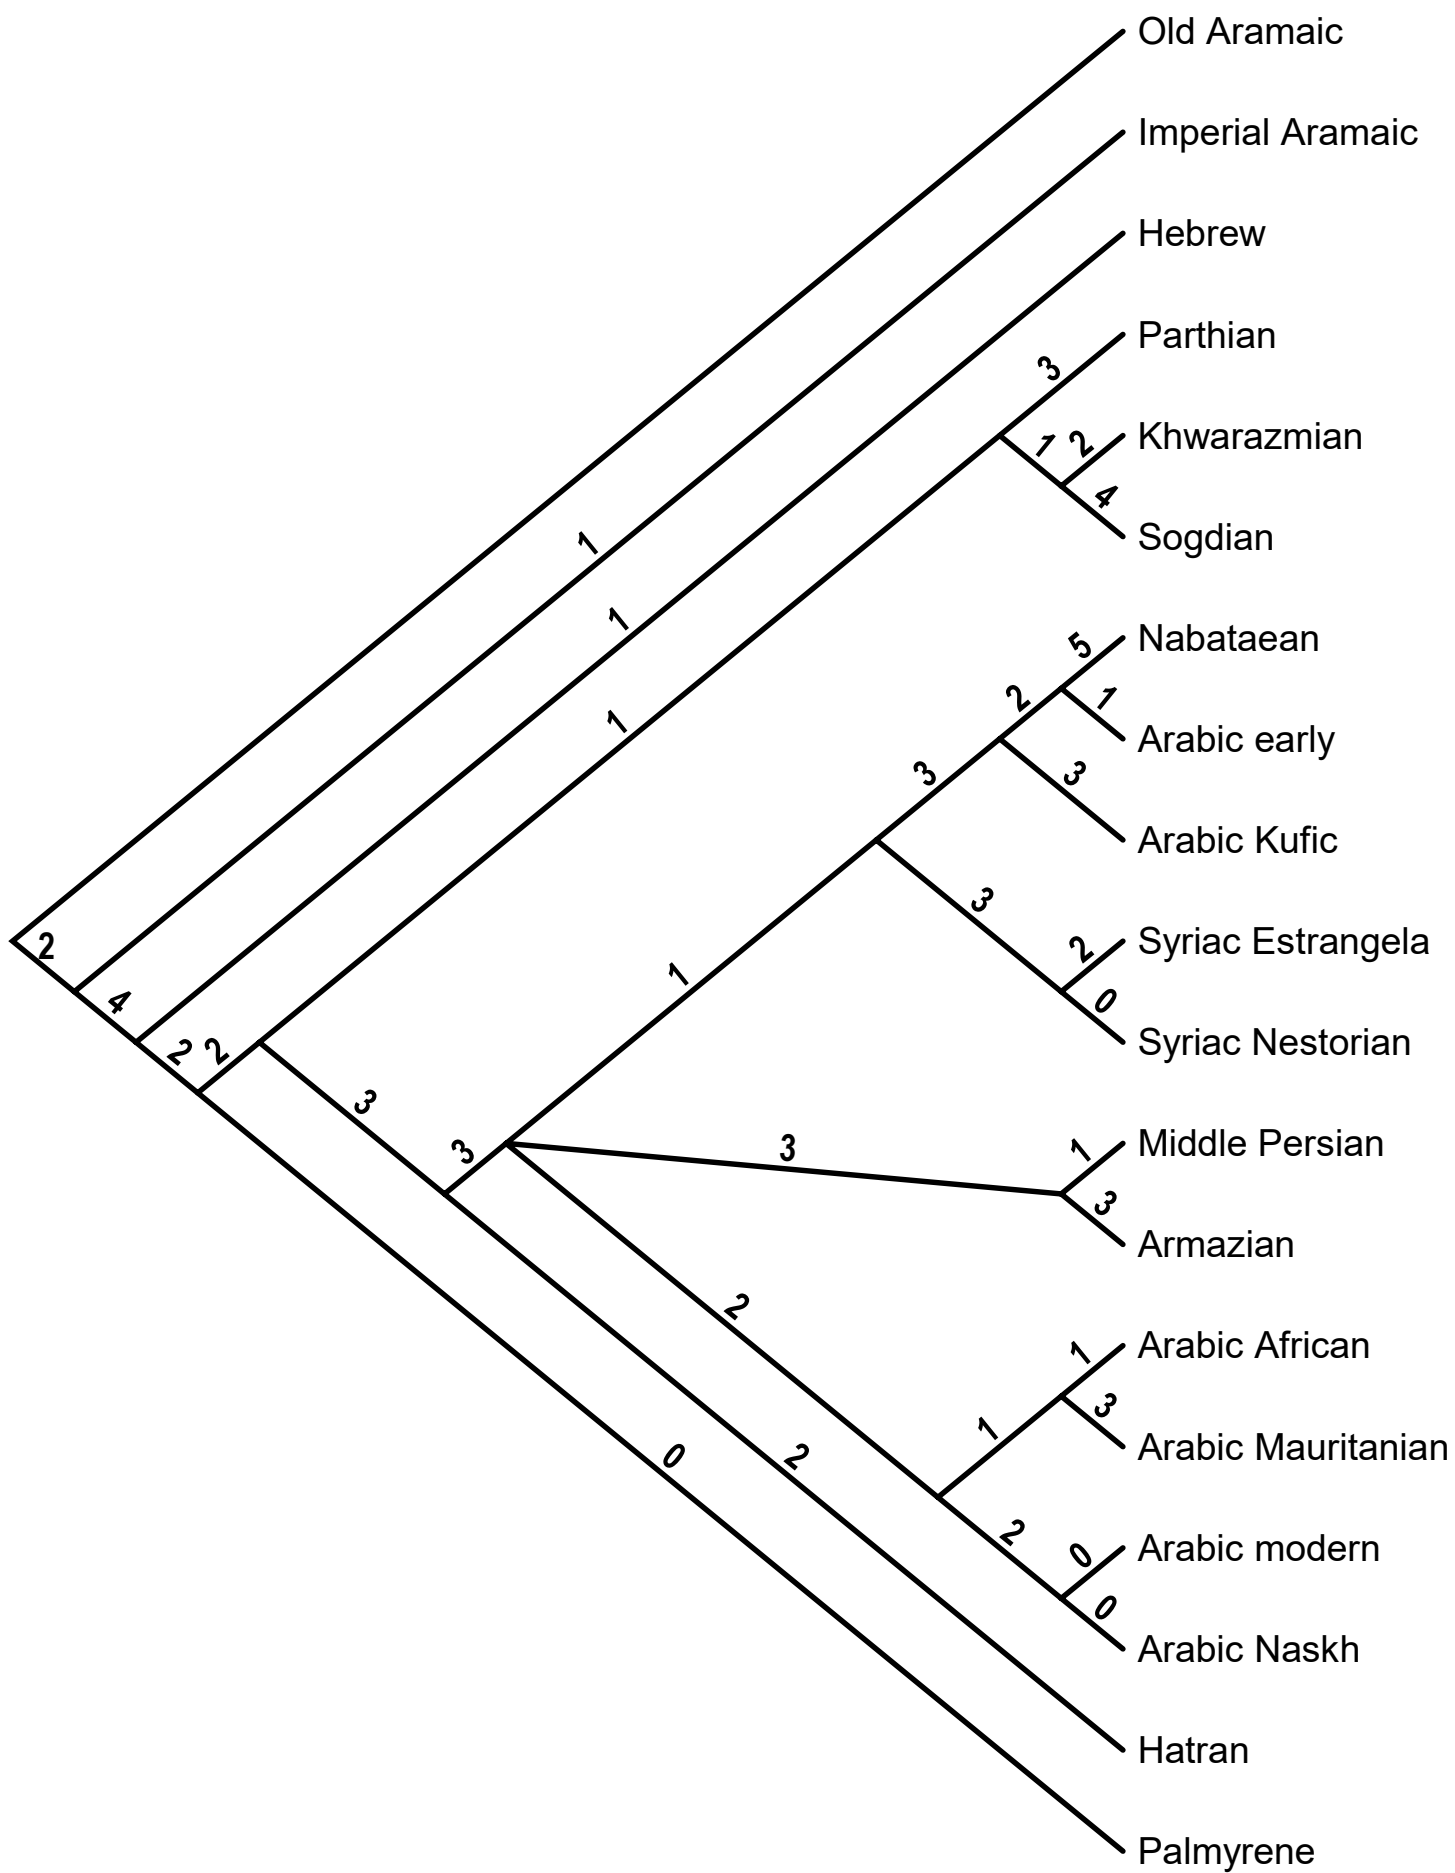 Old Aramaic
Imperial Aramaic
Hebrew
Parthian
3
Khwarazmian
1 2
4
Sogdian
1
1
Nabataean
5
2
1
1
Arabic early
3
3
Arabic Kufic
3
Syriac Estrangela
2
2
1
4
0
Syriac Nestorian
2 2
3
3
3
Middle Persian
1
3
Armazian
2
Arabic African
1
3
1
Arabic Mauritanian
0
2
2
Arabic modern
0
0
Arabic Naskh
Hatran
Palmyrene